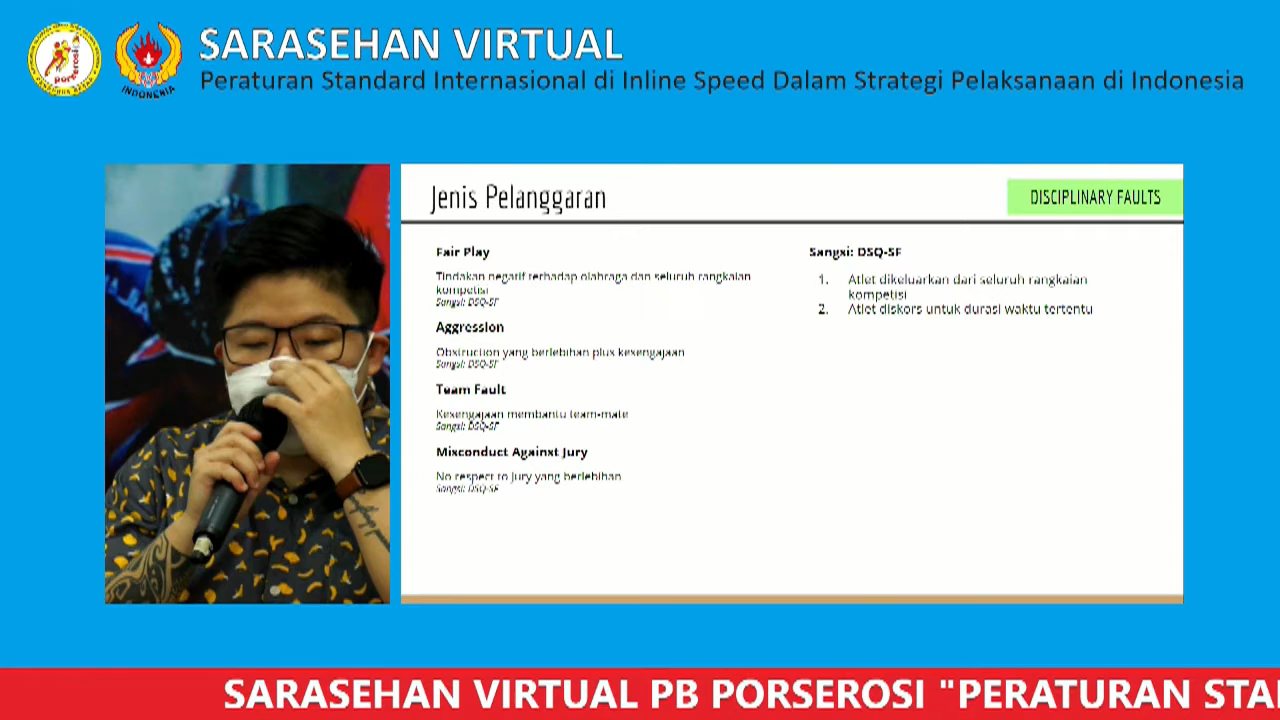 porserosi
INDONESIA
SARASEHAN VIRTUAL
Peraturan Standard Internasional di Inline Speed Dalam Strategi Pelaksanaan di Indonesia
Jenis Pelanggaran
DISCIPLINARY FAULTS
Fair Play
Tindakan negatif terhadap olahraga dan seluruh rangkaian
kompetisi
Sangsi: DSQ-SF
Aggression
Obstruction yang berlebihan plus kesengajaan
Sangsi: DSQ-SF
Team Fault
Kesengajaan membantu team-mate
Sangsi: DSQ-SF
Misconduct Against Jury
No respect to Jury yang berlebihan
Sangsi: DSQ-SF
Sangsi: DSQ-SF
1. Atlet dikeluarkan dari seluruh rangkaian
kompetisi
2. Atlet diskors untuk durasi waktu tertentu
SARASEHAN VIRTUAL PB PORSEROSI "PERATURAN STA